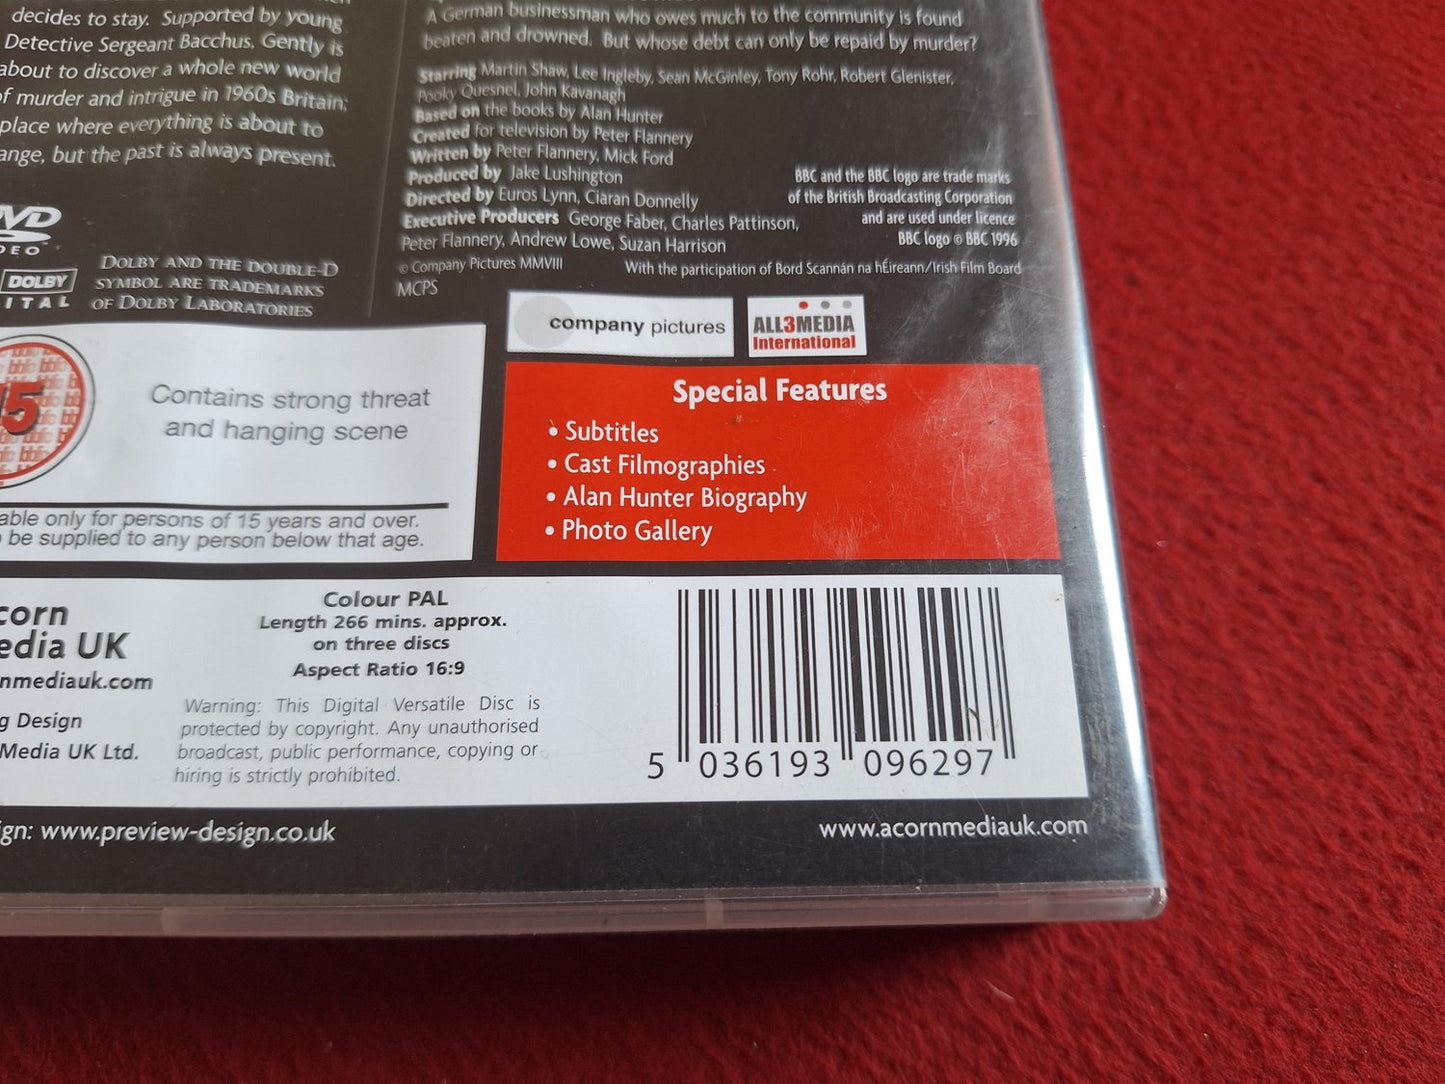 decides to stay. Supported by young
Detective Sergeant Bacchus, Gently is
about to discover a whole new world
of murder and intrigue in 1960s Britain;
place where everything is about to
ange, but the past is always present.
DVD
DEO
DOLBY
ITAL
DOLBY AND THE DOUBLE-D
SYMBOL ARE TRADEMARKS
OF DOLBY LABORATORIES
A German businessman who owes much to the community is found
beaten and drowned. But whose debt can only be repaid by murder?
Starring Martin Shaw, Lee Ingleby, Sean McGinley, Tony Rohr, Robert Glenister,
Pooky Quesnel, John Kavanagh
Based on the books by Alan Hunter
Created for television by Peter Flannery
Written by Peter Flannery, Mick Ford
Produced by Jake Lushington
Directed by Euros Lynn, Ciaran Donnelly
Executive Producers George Faber, Charles Pattinson,
Peter Flannery, Andrew Lowe, Suzan Harrison
BBC and the BBC logo are trade marks
of the British Broadcasting Corporation
and are used under licence
BBC logo © BBC 1996
© Company Pictures MMVIII
MCPS
With the participation of Bord Scannán na hÉireann/Irish Film Board
company pictures
ALL3MEDIA
International
15
Contains strong threat
and hanging scene
able only for persons of 15 years and over.
be supplied to any person below that age.
Special Features
• Subtitles
• Cast Filmographies
• Alan Hunter Biography
• Photo Gallery
corn
edia UK
nmediauk.com
g Design
Media UK Ltd.
Colour PAL
Length 266 mins. approx.
on three discs
Aspect Ratio 16:9
Warning: This Digital Versatile Disc is
protected by copyright. Any unauthorised
broadcast, public performance, copying or
hiring is strictly prohibited.
5 036193 096297
ign: www.preview-design.co.uk
www.acornmediauk.com